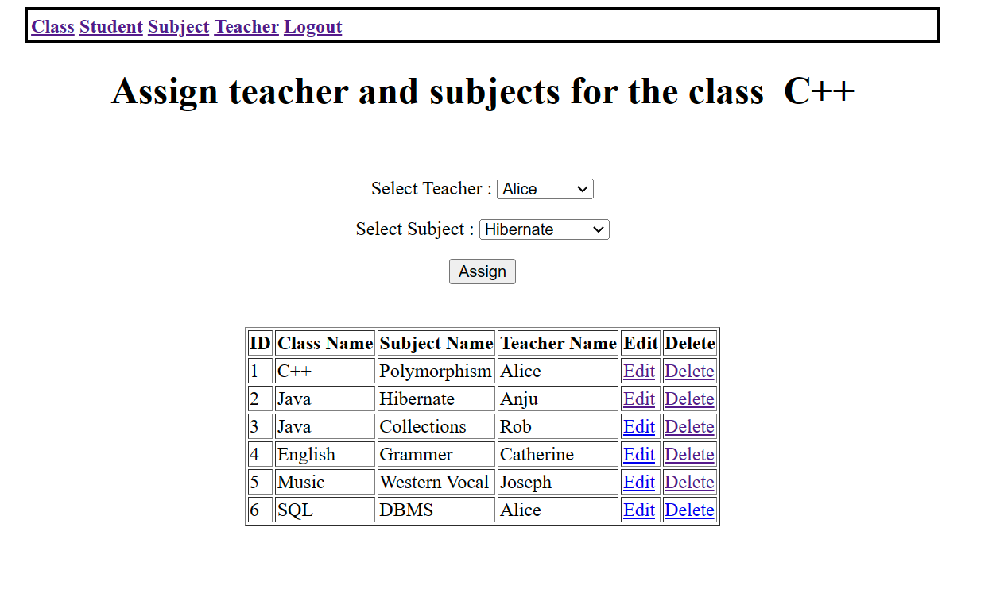 Class Student Subject Teacher Logout
Assign teacher and subjects for the class C++
Select Teacher : Alice
Select Subject : Hibernate
Assign
ID Class Name Subject Name Teacher Name Edit Delete
1 C++ Polymorphism Alice Edit Delete
2 Java Hibernate Anju Edit Delete
3 Java Collections Rob Edit Delete
4 English Grammer Catherine Edit Delete
5 Music Western Vocal Joseph Edit Delete
6 SQL DBMS Alice Edit Delete